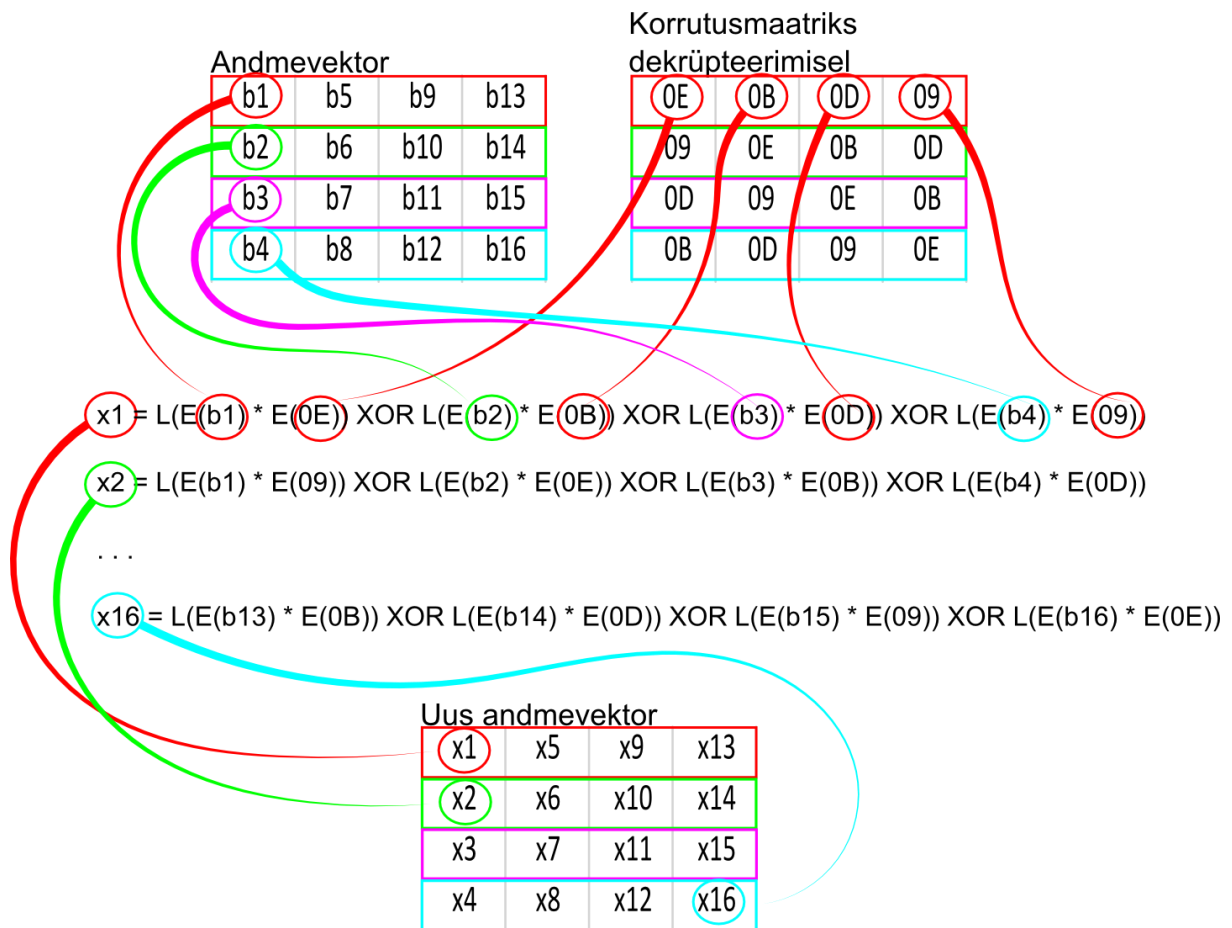 Andmevektor
b1 b5 b9 b13
b2 b6 b10 b14
b3 b7 b11 b15
b4 b8 b12 b16
Korrutusmaatriks
dekrüpteerimisel
0E 0B 0D 09
09 0E 0B 0D
0D 09 0E 0B
0B 0D 09 0E
x1 = L(E(b1) * E(0E)) XOR L(E(b2) * E(0B)) XOR L(E(b3) * E(0D)) XOR L(E(b4) * E(09))
x2 = L(E(b1) * E(09)) XOR L(E(b2) * E(0E)) XOR L(E(b3) * E(0B)) XOR L(E(b4) * E(0D))
. . .
x16 = L(E(b13) * E(0B)) XOR L(E(b14) * E(0D)) XOR L(E(b15) * E(09)) XOR L(E(b16) * E(0E))
Uus andmevektor
x1 x5 x9 x13
x2 x6 x10 x14
x3 x7 x11 x15
x4 x8 x12 x16